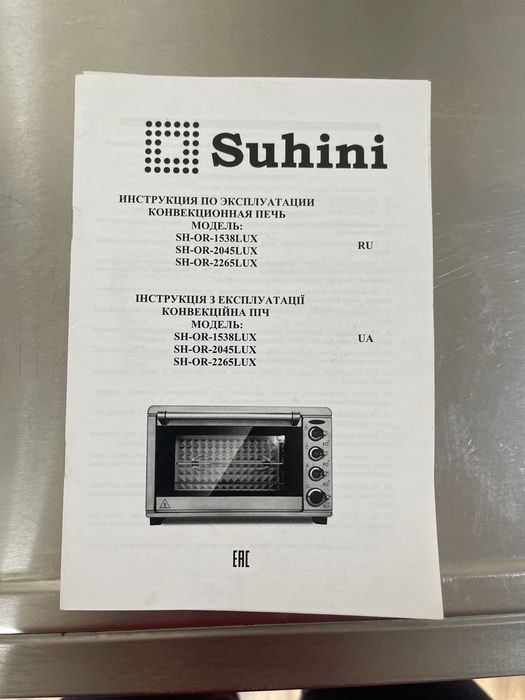 Suhini
ИНСТРУКЦИЯ ПО ЭКСПЛУАТАЦИИ
КОНВЕКЦИОННАЯ ПЕЧЬ
МОДЕЛЬ:
SH-OR-1538LUX
SH-OR-2045LUX
SH-OR-2265LUX
RU
ІНСТРУКЦІЯ З ЕКСПЛУАТАЦІЇ
КОНВЕКЦІЙНА ПІЧ
МОДЕЛЬ:
SH-OR-1538LUX
SH-OR-2045LUX
SH-OR-2265LUX
UA
EAC